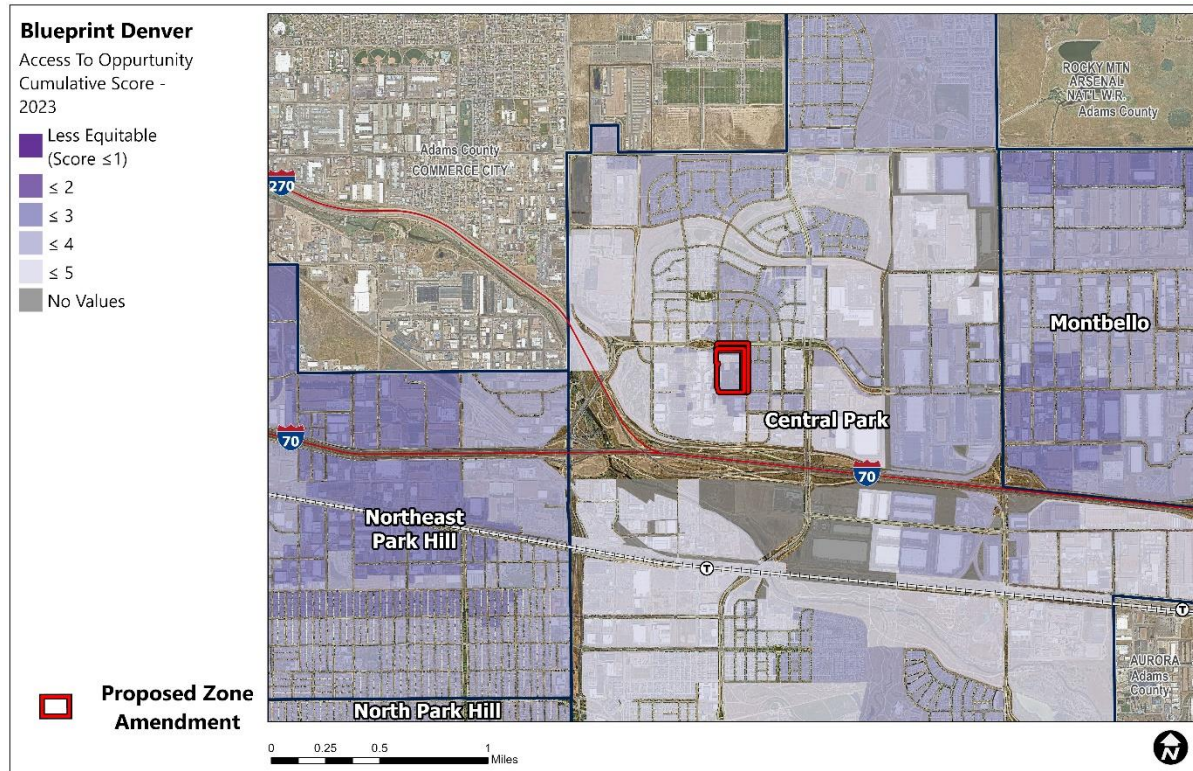 Blueprint Denver
Access To Oppurtunity
Cumulative Score -
2023
Less Equitable
(Score ≤1)
≤ 2
≤ 3
≤ 4
≤ 5
No Values
Proposed Zone
Amendment
ROCKY MTN
ARSENAL
NAT'L W.R.
Adams County
Adams County
COMMERCE CITY
270
Montbello
Central Park
70
70
Northeast
Park Hill
T
T
AURORA
Adams
County
North Park Hill
0 0.25 0.5 1
Miles
N